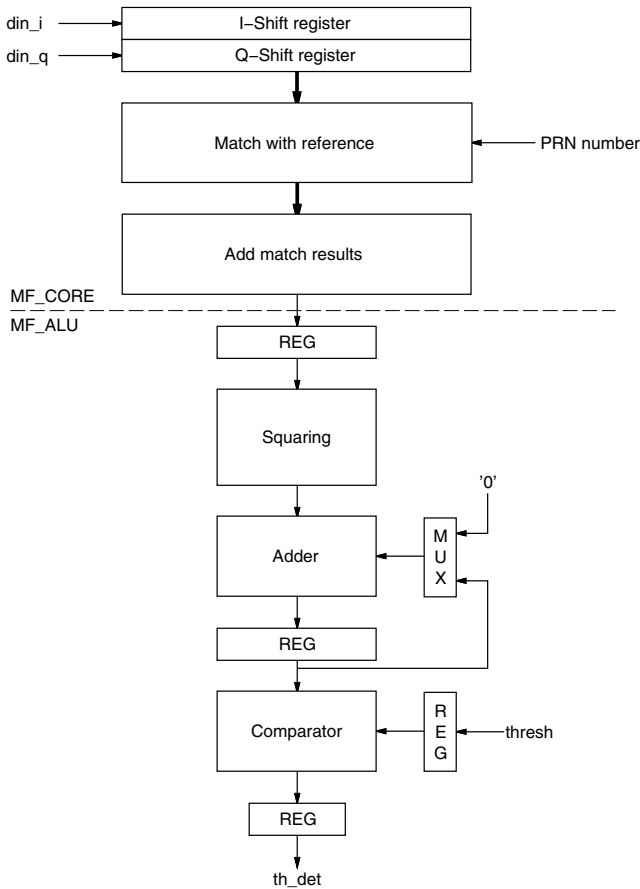 din_i
I-Shift register
din_q
Q-Shift register
Match with reference
PRN number
Add match results
MF_CORE
MF_ALU
REG
Squaring
'0'
Adder
M
U
X
REG
Comparator
R
E
G
thresh
REG
th_det